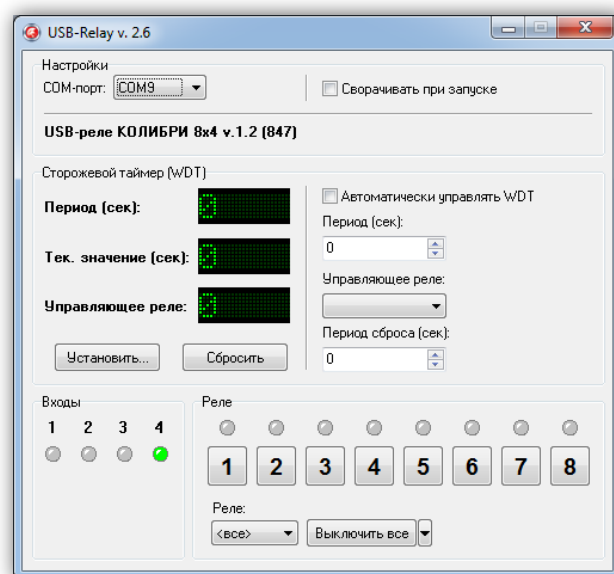 USB-Relay v. 2.6
Настройки
COM-порт: COM9
Сворачивать при запуске
USB-реле КОЛИБРИ 8x4 v.1.2 (847)
Сторожевой таймер (WDT)
Период (сек): 0
Тек. значение (сек): 0
Управляющее реле: 0
Установить... Сбросить
Автоматически управлять WDT
Период (сек):
0
Управляющее реле:
Период сброса (сек):
0
Входы
1 2 3 4
Реле
1 2 3 4 5 6 7 8
Реле:
<все> Выключить все